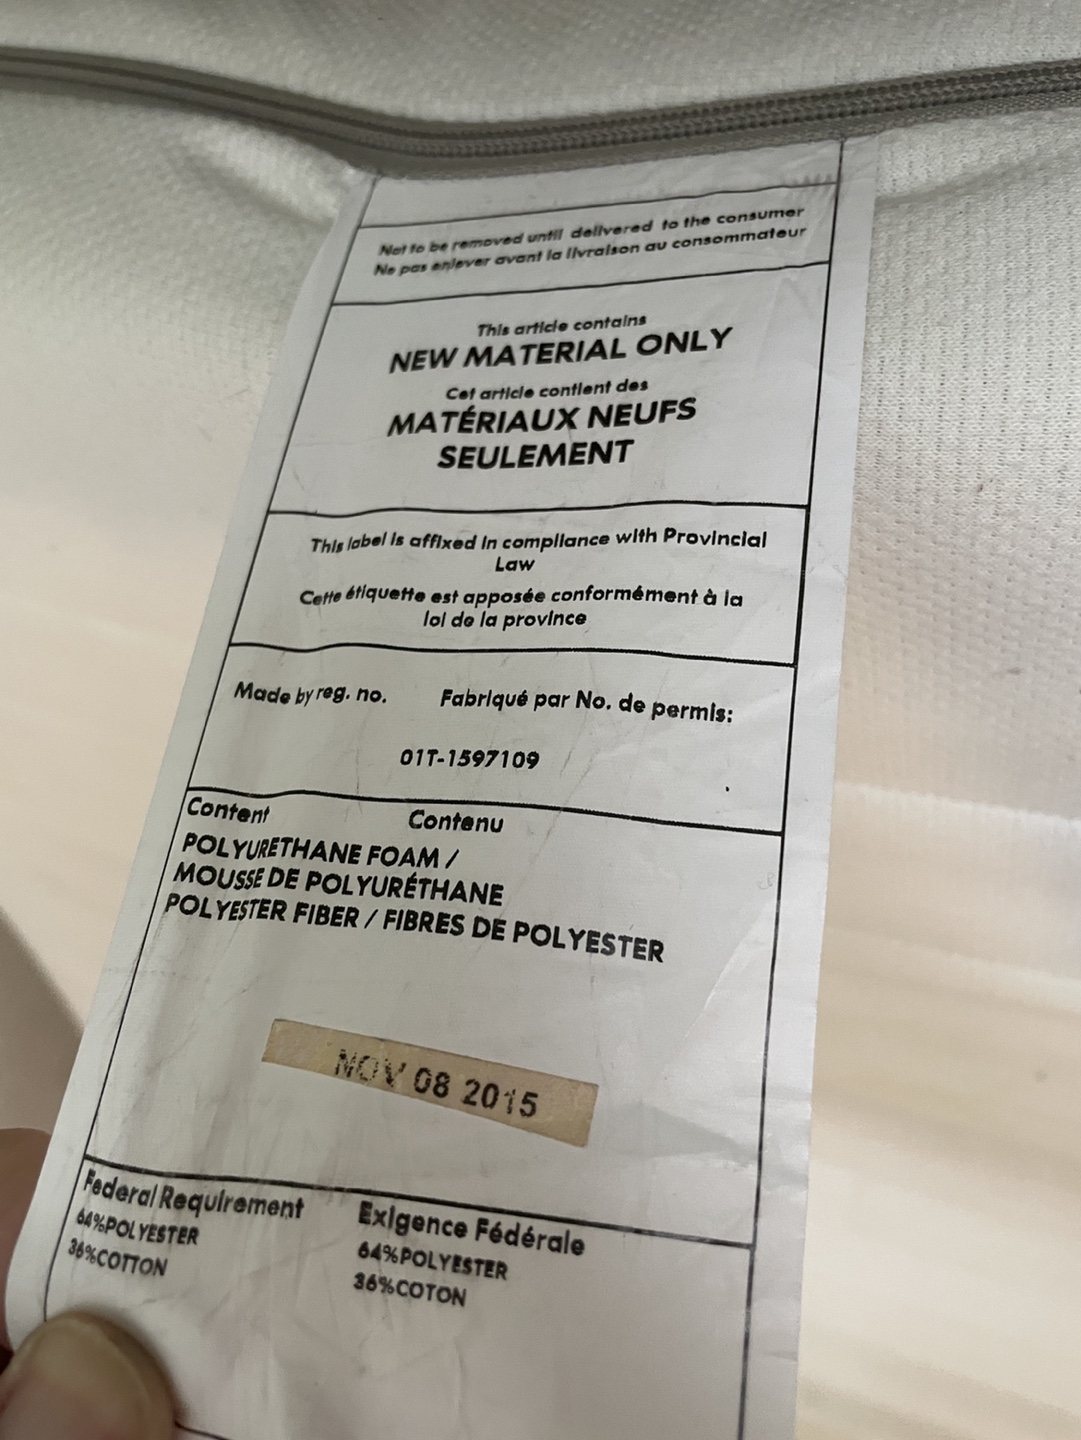 Not to be removed until delivered to the consumer
Ne pas enlever avant la livraison au consommateur
This article contains
NEW MATERIAL ONLY
Cet article contient des
MATÉRIAUX NEUFS
SEULEMENT
This label is affixed in compliance with Provincial
Law
Cette étiquette est apposée conformément à la
loi de la province
Made by reg. no. Fabriqué par No. de permis:
01T-1597109
Content Contenu
POLYURETHANE FOAM /
MOUSSE DE POLYURÉTHANE
POLYESTER FIBER / FIBRES DE POLYESTER
NOV 08 2015
Federal Requirement Exigence Fédérale
64%POLYESTER 64%POLYESTER
36%COTTON 36%COTON